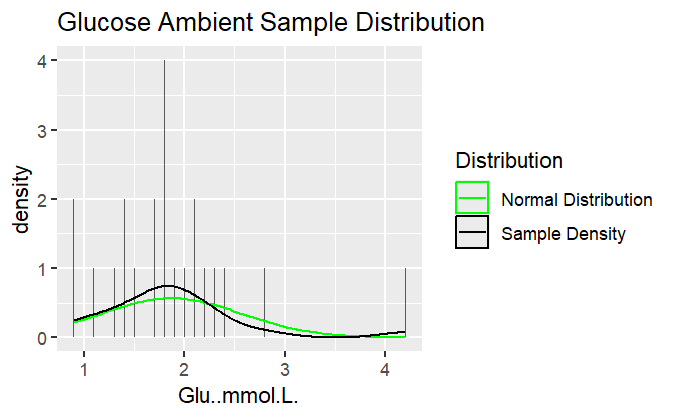 Glucose Ambient Sample Distribution
4
3
2
1
0
density
1 2 3 4
Glu..mmol.L.
Distribution
Normal Distribution
Sample Density